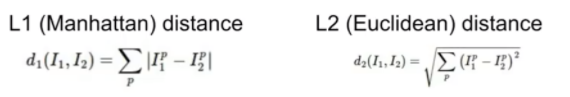 L1 (Manhattan) distance
d₁(I₁, I₂) = ∑ₚ |I₁ᵖ − I₂ᵖ|
L2 (Euclidean) distance
d₂(I₁, I₂) = √(∑ₚ (I₁ᵖ − I₂ᵖ)²)